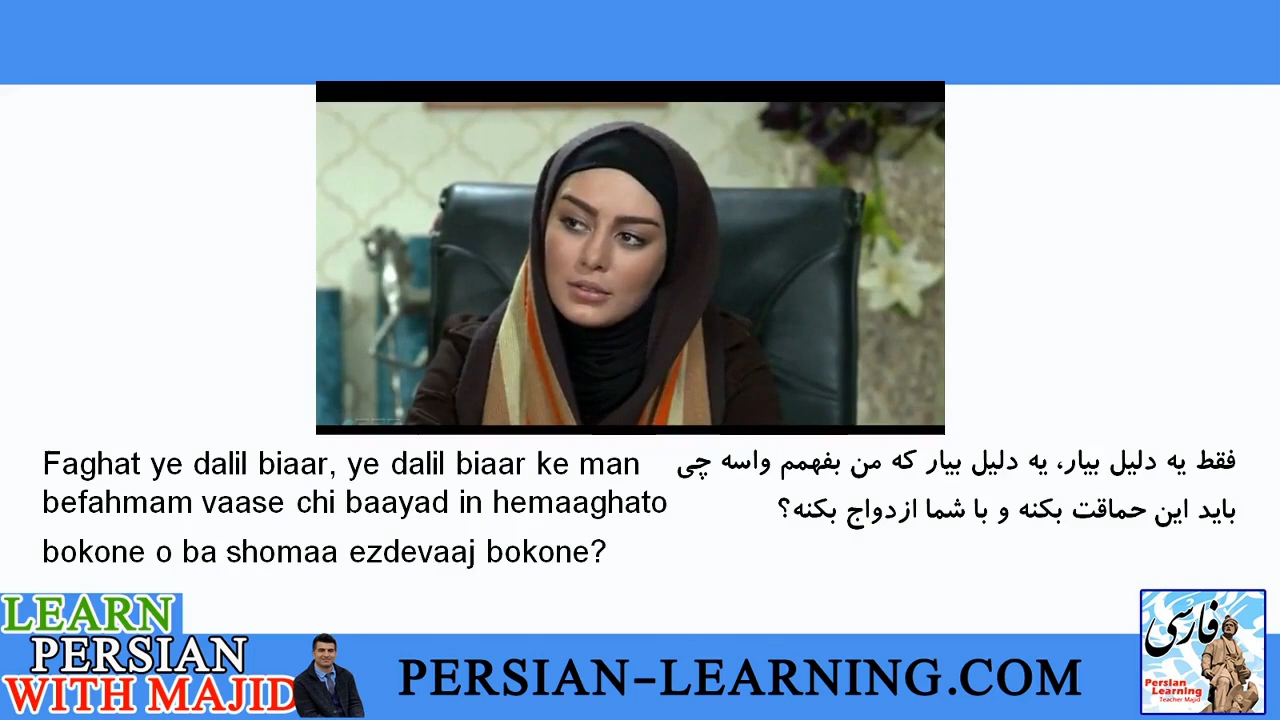 Faghat ye dalil biaar, ye dalil biaar ke man
befahmam vaase chi baayad in hemaaghato
bokone o ba shomaa ezdevaaj bokone?
فقط یه دلیل بیار، یه دلیل بیار که من بفهمم واسه چی
باید این حماقت بکنه و با شما ازدواج بکنه؟
LEARN
PERSIAN
WITH MAJID
PERSIAN-LEARNING.COM
فارسی
Persian
Learning
Teacher Majid